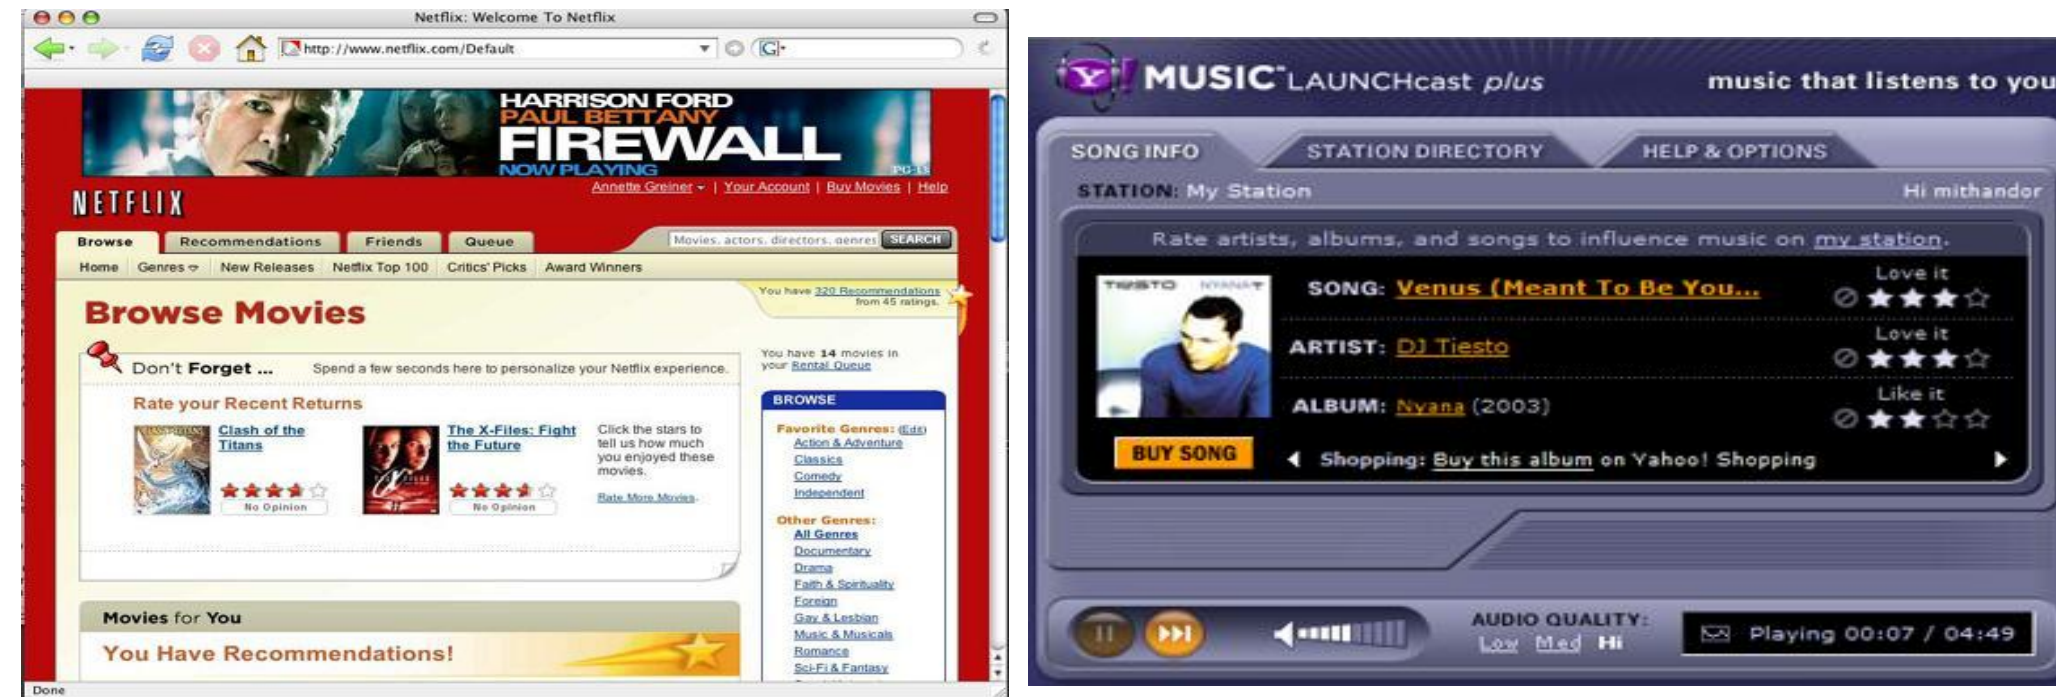 Netflix: Welcome To Netflix
http://www.netflix.com/Default
G
HARRISON FORD
PAUL BETTANY
FIREWALL
NOW PLAYING
PG-13
Annette Greiner | Your Account | Buy Movies | Help
NETFLIX
Browse Recommendations Friends Queue
Movies, actors, directors, genres SEARCH
Home Genres New Releases Netflix Top 100 Critics' Picks Award Winners
You have 320 Recommendations
from 45 ratings.
Browse Movies
Don't Forget ... Spend a few seconds here to personalize your Netflix experience.
You have 14 movies in
your Rental Queue
Rate your Recent Returns
Clash of the
Titans
No Opinion
The X-Files: Fight
the Future
No Opinion
Click the stars to
tell us how much
you enjoyed these
movies.
Rate More Movies
BROWSE
Favorite Genres: (Edit)
Action & Adventure
Classics
Comedy
Independent
Other Genres:
All Genres
Documentary
Drama
Faith & Spirituality
Foreign
Gay & Lesbian
Music & Musicals
Romance
Sci-Fi & Fantasy
Movies for You
You Have Recommendations!
Done
Y! MUSIC LAUNCHcast plus music that listens to you
SONG INFO STATION DIRECTORY HELP & OPTIONS
STATION: My Station Hi mithandor
Rate artists, albums, and songs to influence music on my station.
TIËSTO NYANA
SONG: Venus (Meant To Be You... Love it
ARTIST: DJ Tiesto Love it
ALBUM: Nyana (2003) Like it
BUY SONG Shopping: Buy this album on Yahoo! Shopping
AUDIO QUALITY:
Low Med Hi
Playing 00:07 / 04:49